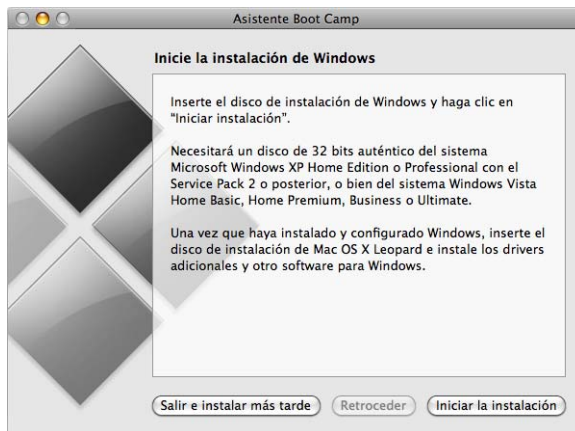 Asistente Boot Camp
Inicie la instalación de Windows
Inserte el disco de instalación de Windows y haga clic en
“Iniciar instalación”.
Necesitará un disco de 32 bits auténtico del sistema
Microsoft Windows XP Home Edition o Professional con el
Service Pack 2 o posterior, o bien del sistema Windows Vista
Home Basic, Home Premium, Business o Ultimate.
Una vez que haya instalado y configurado Windows, inserte el
disco de instalación de Mac OS X Leopard e instale los drivers
adicionales y otro software para Windows.
Salir e instalar más tarde Retroceder Iniciar la instalación